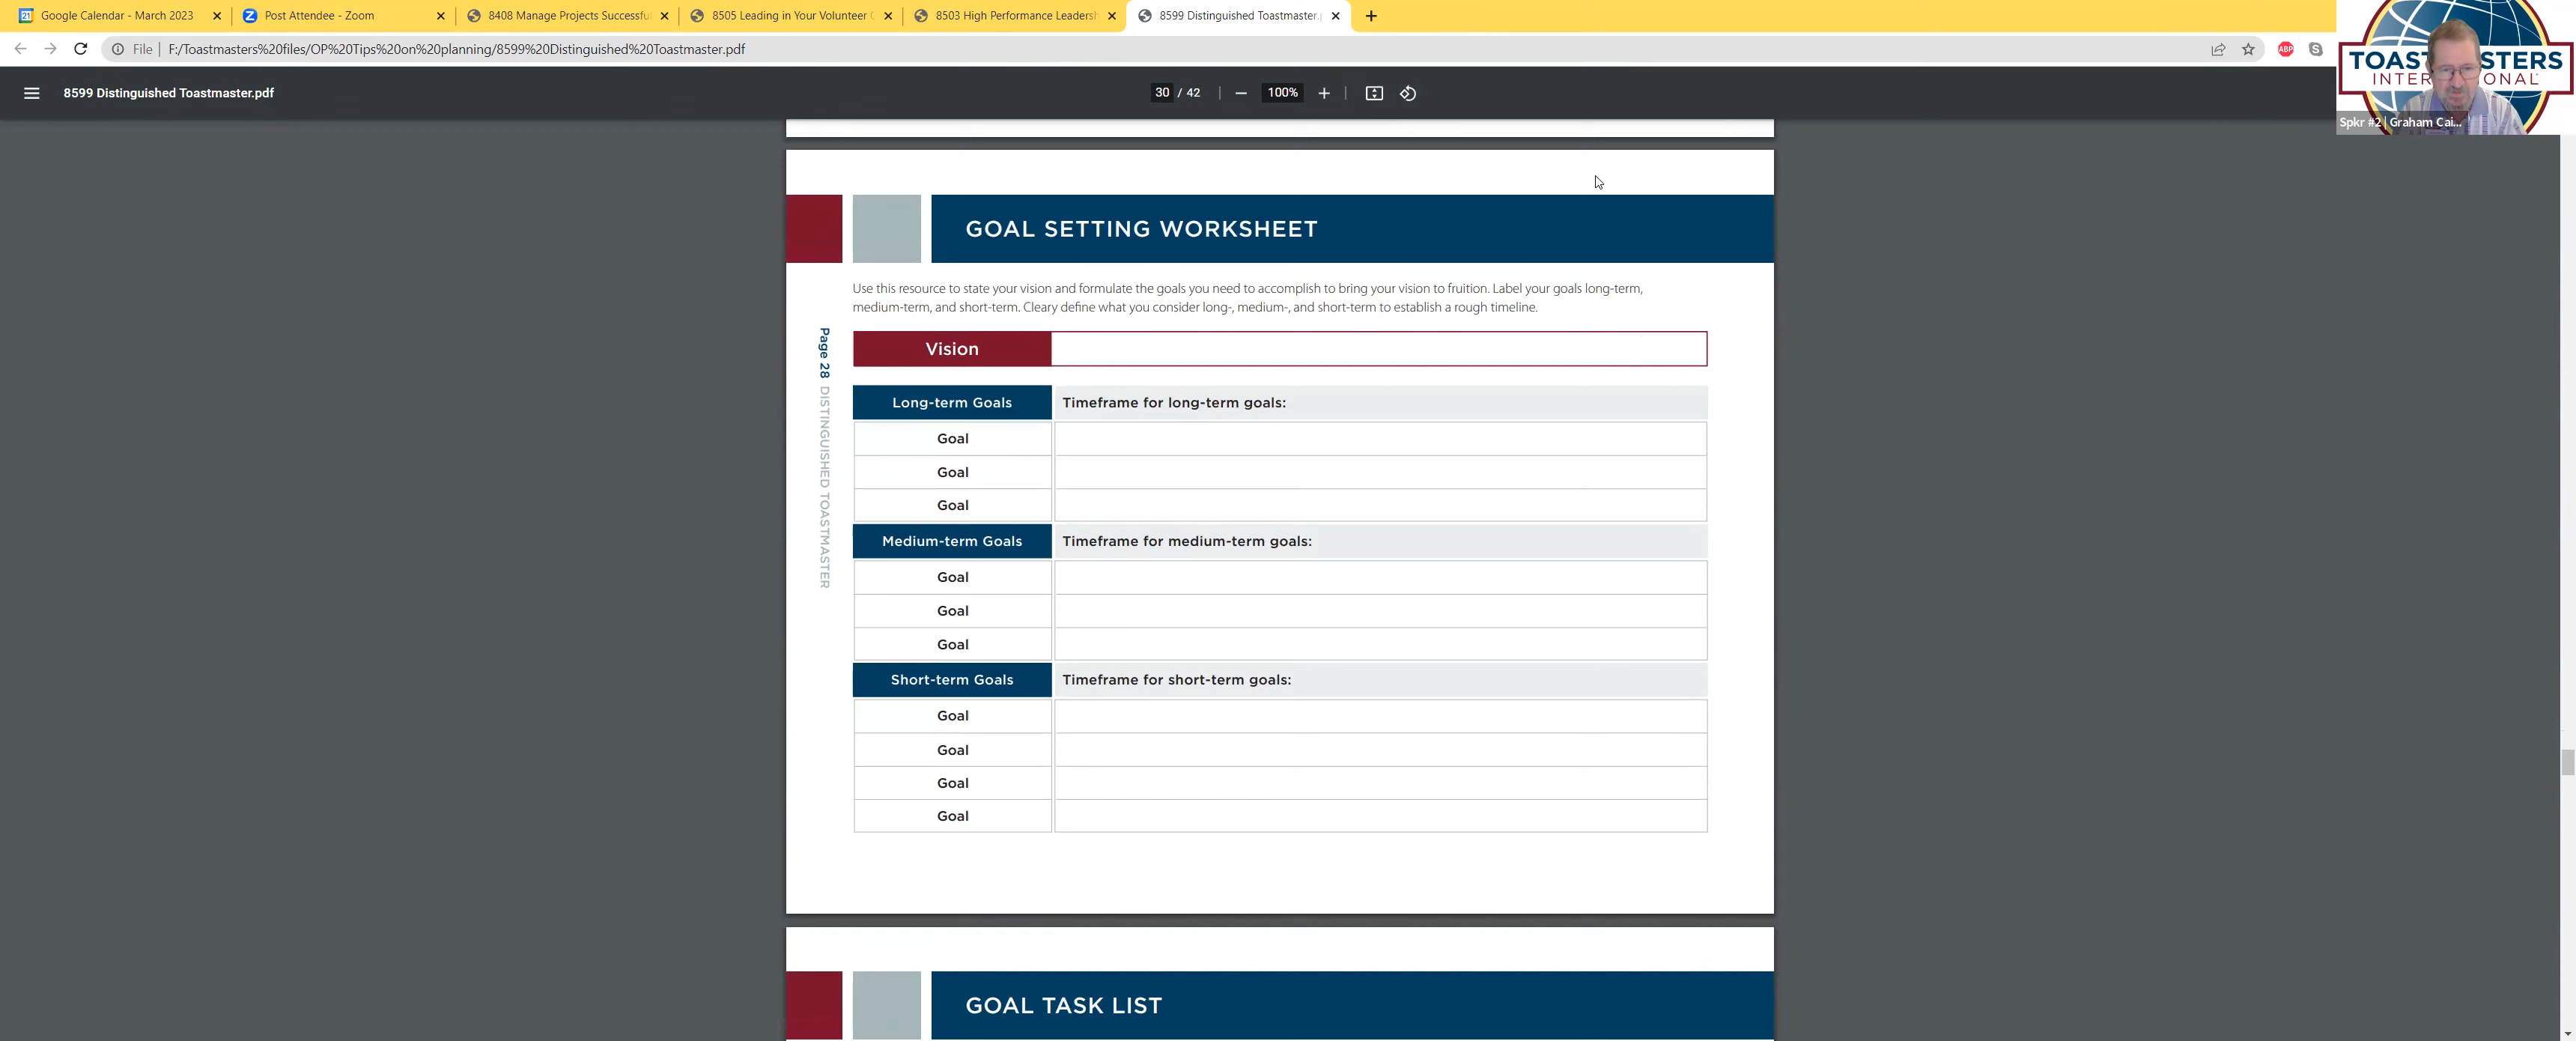 Google Calendar - March 2023
Post Attendee - Zoom
8408 Manage Projects Successfu
8505 Leading in Your Volunteer
8503 High Performance Leadersh
8599 Distinguished Toastmaster.
File | F:/Toastmasters%20files/OP%20Tips%20on%20planning/8599%20Distinguished%20Toastmaster.pdf
ABP
TOAST STERS
INTER ONAL
Spkr #2 | Graham Cai...
8599 Distinguished Toastmaster.pdf
30 / 42
100%
GOAL SETTING WORKSHEET
Use this resource to state your vision and formulate the goals you need to accomplish to bring your vision to fruition. Label your goals long-term,
medium-term, and short-term. Cleary define what you consider long-, medium-, and short-term to establish a rough timeline.
Page 28 DISTINGUISHED TOASTMASTER
Vision
Long-term Goals
Timeframe for long-term goals:
Goal
Goal
Goal
Medium-term Goals
Timeframe for medium-term goals:
Goal
Goal
Goal
Short-term Goals
Timeframe for short-term goals:
Goal
Goal
Goal
Goal
GOAL TASK LIST